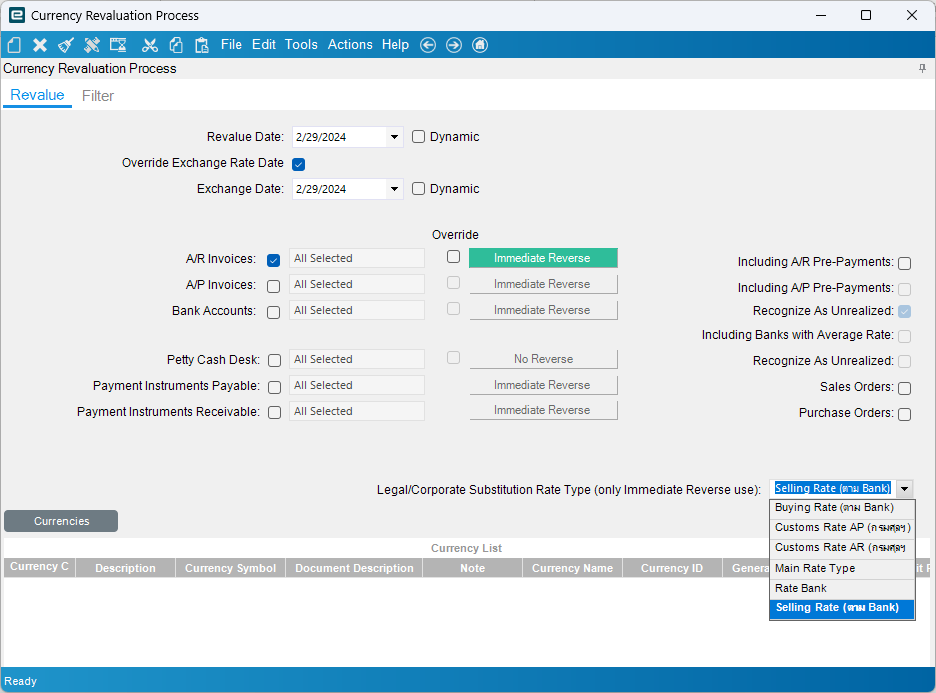 Currency Revaluation Process
File Edit Tools Actions Help
Currency Revaluation Process
Revalue Filter
Revalue Date: 2/29/2024 Dynamic
Override Exchange Rate Date
Exchange Date: 2/29/2024 Dynamic
Override
A/R Invoices: All Selected Immediate Reverse
Including A/R Pre-Payments:
A/P Invoices: All Selected Immediate Reverse
Including A/P Pre-Payments:
Bank Accounts: All Selected Immediate Reverse
Recognize As Unrealized:
Including Banks with Average Rate:
Petty Cash Desk: All Selected No Reverse
Recognize As Unrealized:
Payment Instruments Payable: All Selected Immediate Reverse
Sales Orders:
Payment Instruments Receivable: All Selected Immediate Reverse
Purchase Orders:
Legal/Corporate Substitution Rate Type (only Immediate Reverse use): Selling Rate (ตาม Bank)
Buying Rate (ตาม Bank)
Customs Rate AP (กรมศุลฯ)
Customs Rate AR (กรมศุลฯ
Main Rate Type
Rate Bank
Selling Rate (ตาม Bank)
Currencies
Currency List
Currency C Description Currency Symbol Document Description Note Currency Name Currency ID Genera
Ready